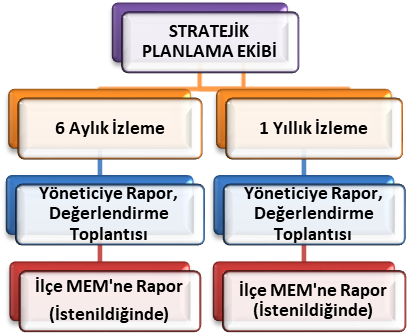 STRATEJİK
PLANLAMA EKİBİ
6 Aylık İzleme
1 Yıllık İzleme
Yöneticiye Rapor,
Değerlendirme
Toplantısı
Yöneticiye Rapor,
Değerlendirme
Toplantısı
İlçe MEM'ne Rapor
(İstenildiğinde)
İlçe MEM'ne Rapor
(İstenildiğinde)